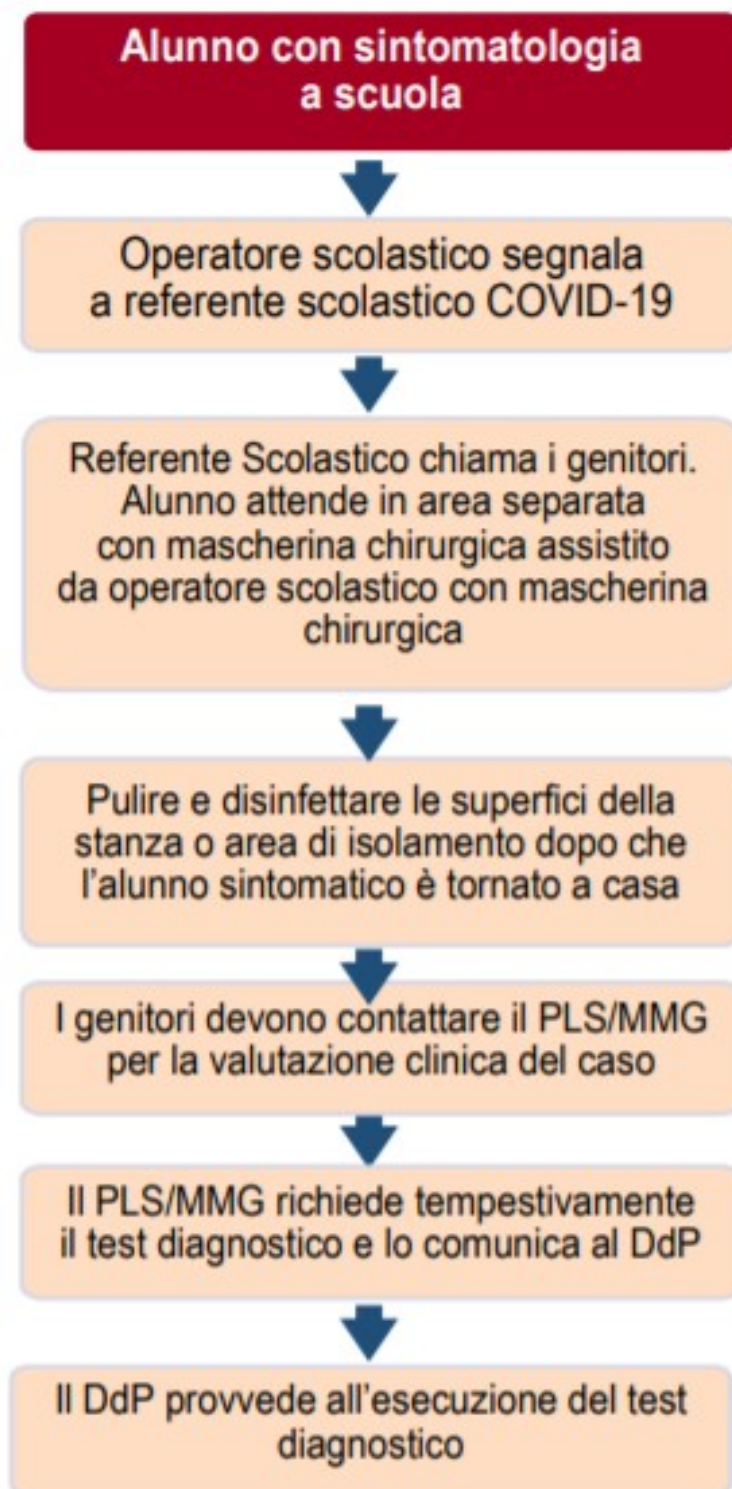 Alunno con sintomatologia
a scuola
Operatore scolastico segnala
a referente scolastico COVID-19
Referente Scolastico chiama i genitori.
Alunno attende in area separata
con mascherina chirurgica assistito
da operatore scolastico con mascherina
chirurgica
Pulire e disinfettare le superfici della
stanza o area di isolamento dopo che
l'alunno sintomatico è tornato a casa
I genitori devono contattare il PLS/MMG
per la valutazione clinica del caso
Il PLS/MMG richiede tempestivamente
il test diagnostico e lo comunica al DdP
Il DdP provvede all'esecuzione del test
diagnostico